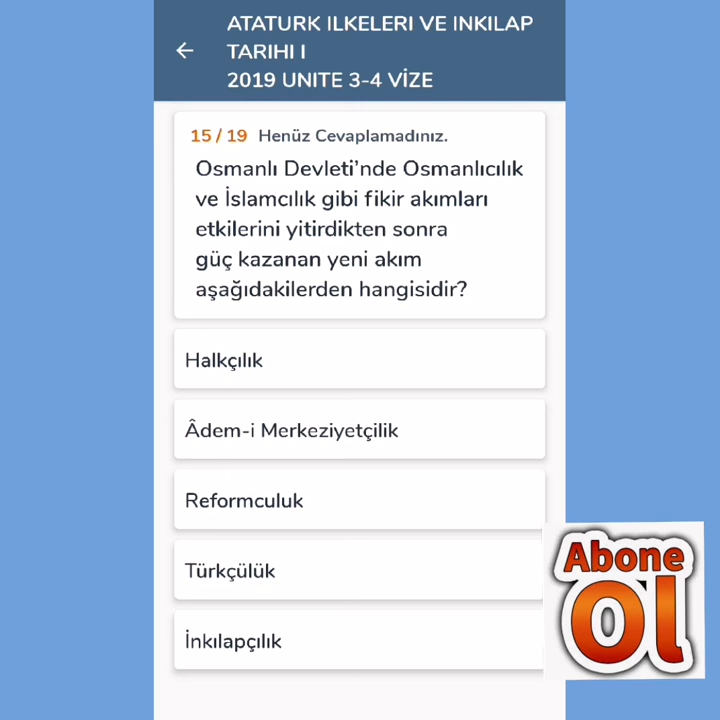 ATATURK ILKELERI VE INKILAP
TARIHI I
2019 UNITE 3-4 VİZE
15 / 19 Henüz Cevaplamadınız.
Osmanlı Devleti’nde Osmanlıcılık
ve İslamcılık gibi fikir akımları
etkilerini yitirdikten sonra
güç kazanan yeni akım
aşağıdakilerden hangisidir?
Halkçılık
Âdem-i Merkeziyetçilik
Reformculuk
Türkçülük
İnkılapçılık
Abone
Ol